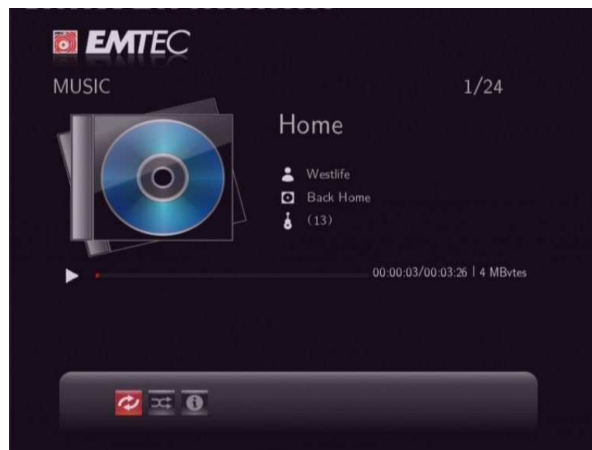 EMTEC
MUSIC
1/24
Home
Westlife
Back Home
(13)
00:00:03/00:03:26 | 4 MBytes